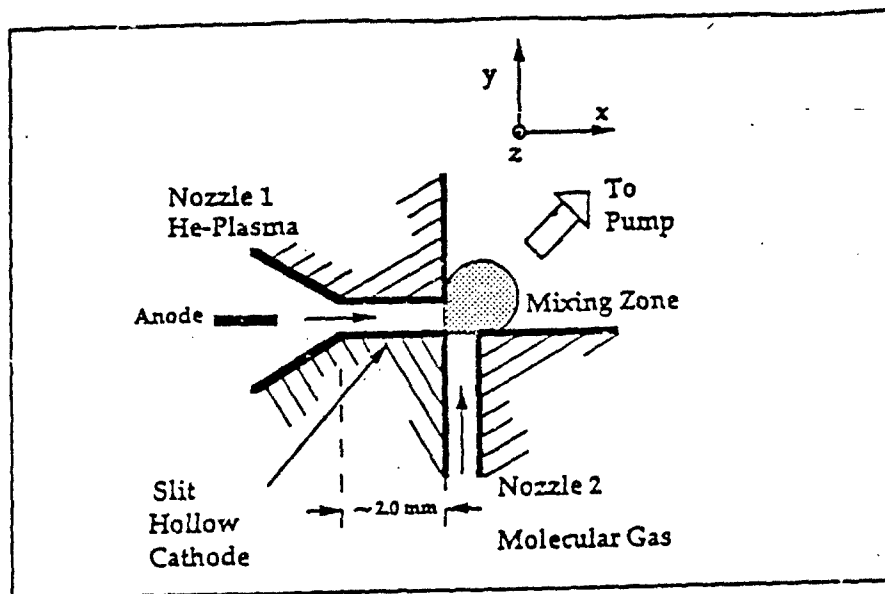 y
x
z
Nozzle 1
He-Plasma
To
Pump
Mixing Zone
Anode
Slit
Hollow
Cathode
~2.0 mm
Nozzle 2
Molecular Gas